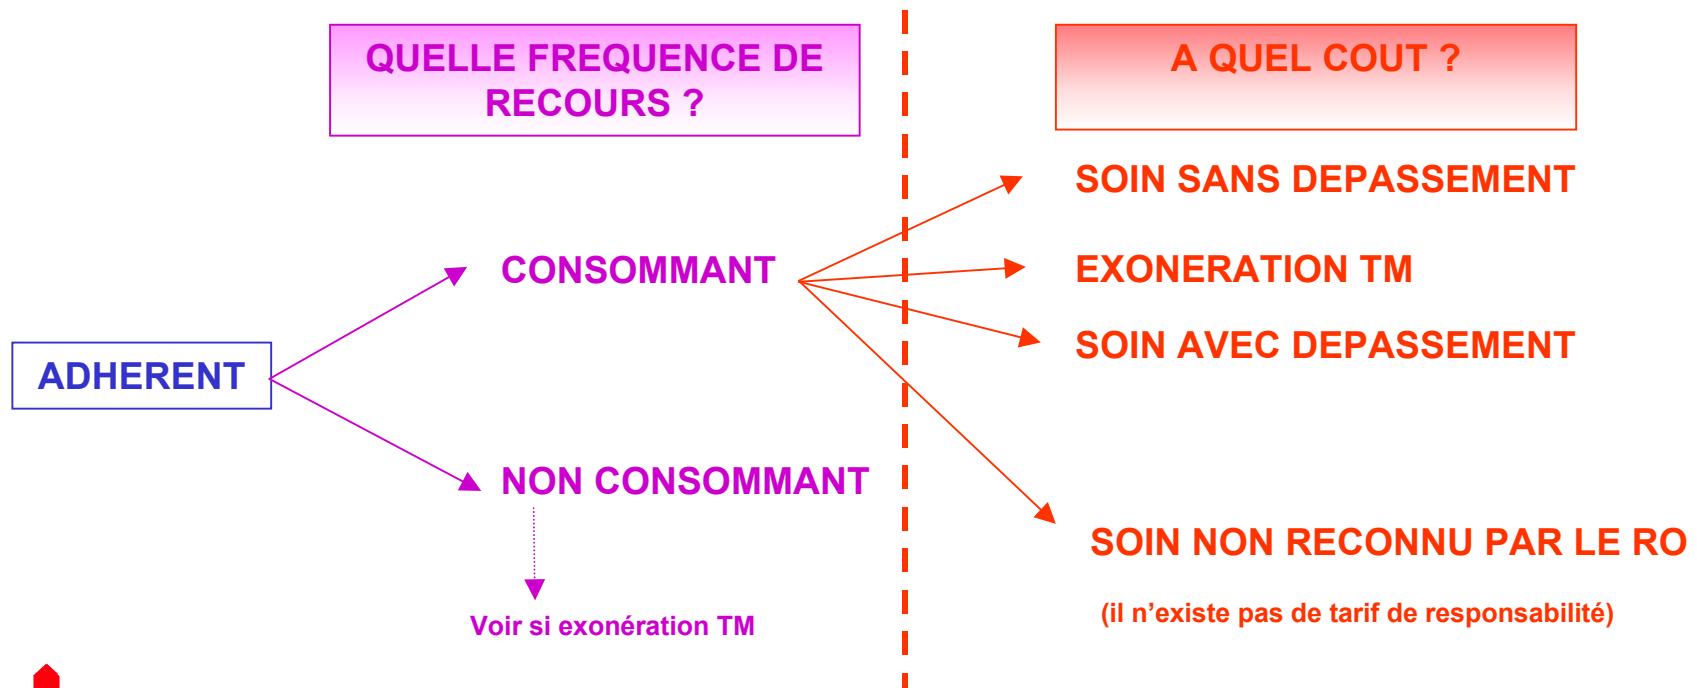 QUELLE FREQUENCE DE
RECOURS ?
A QUEL COUT ?
SOIN SANS DEPASSEMENT
CONSOMMANT
EXONERATION TM
SOIN AVEC DEPASSEMENT
ADHERENT
NON CONSOMMANT
SOIN NON RECONNU PAR LE RO
(il n’existe pas de tarif de responsabilité)
Voir si exonération TM